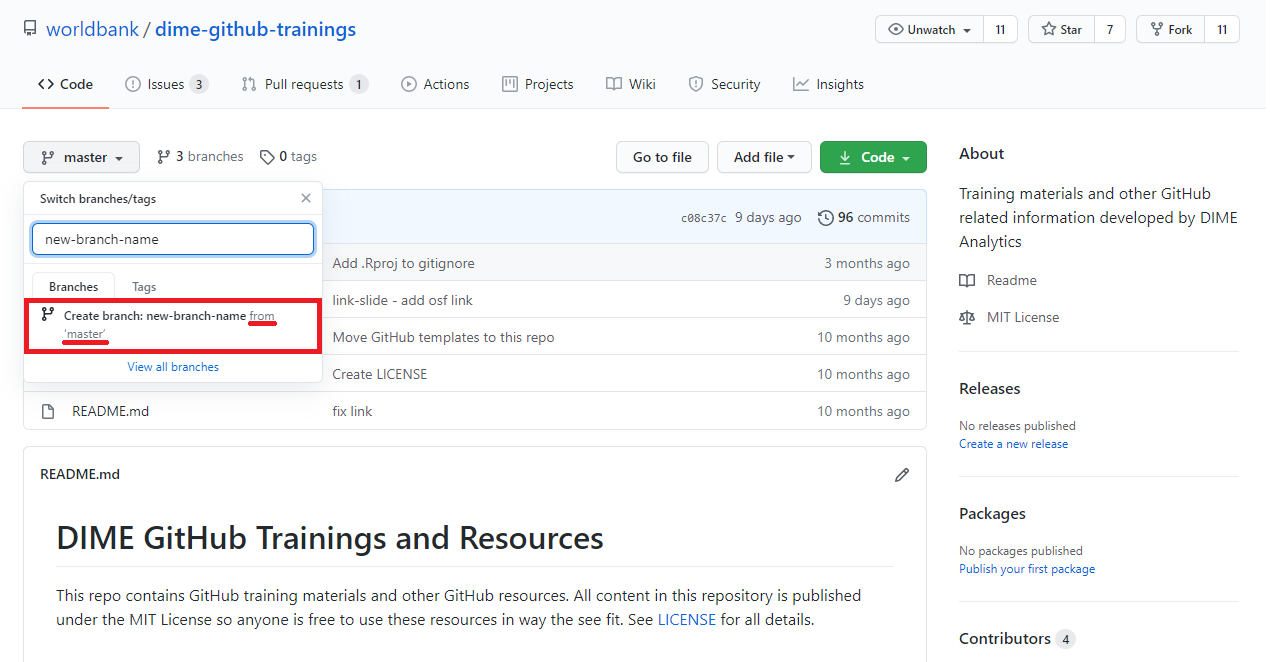 worldbank / dime-github-trainings
Unwatch 11 Star 7 Fork 11
Code Issues 3 Pull requests 1 Actions Projects Wiki Security Insights
master 3 branches 0 tags Go to file Add file Code
Switch branches/tags
new-branch-name
Branches Tags
Create branch: new-branch-name from
'master'
View all branches
c08c37c 9 days ago 96 commits
Add .Rproj to gitignore 3 months ago
link-slide - add osf link 9 days ago
Move GitHub templates to this repo 10 months ago
Create LICENSE 10 months ago
README.md fix link 10 months ago
README.md
DIME GitHub Trainings and Resources
This repo contains GitHub training materials and other GitHub resources. All content in this repository is published
under the MIT License so anyone is free to use these resources in way the see fit. See LICENSE for all details.
About
Training materials and other GitHub
related information developed by DIME
Analytics
Readme
MIT License
Releases
No releases published
Create a new release
Packages
No packages published
Publish your first package
Contributors 4